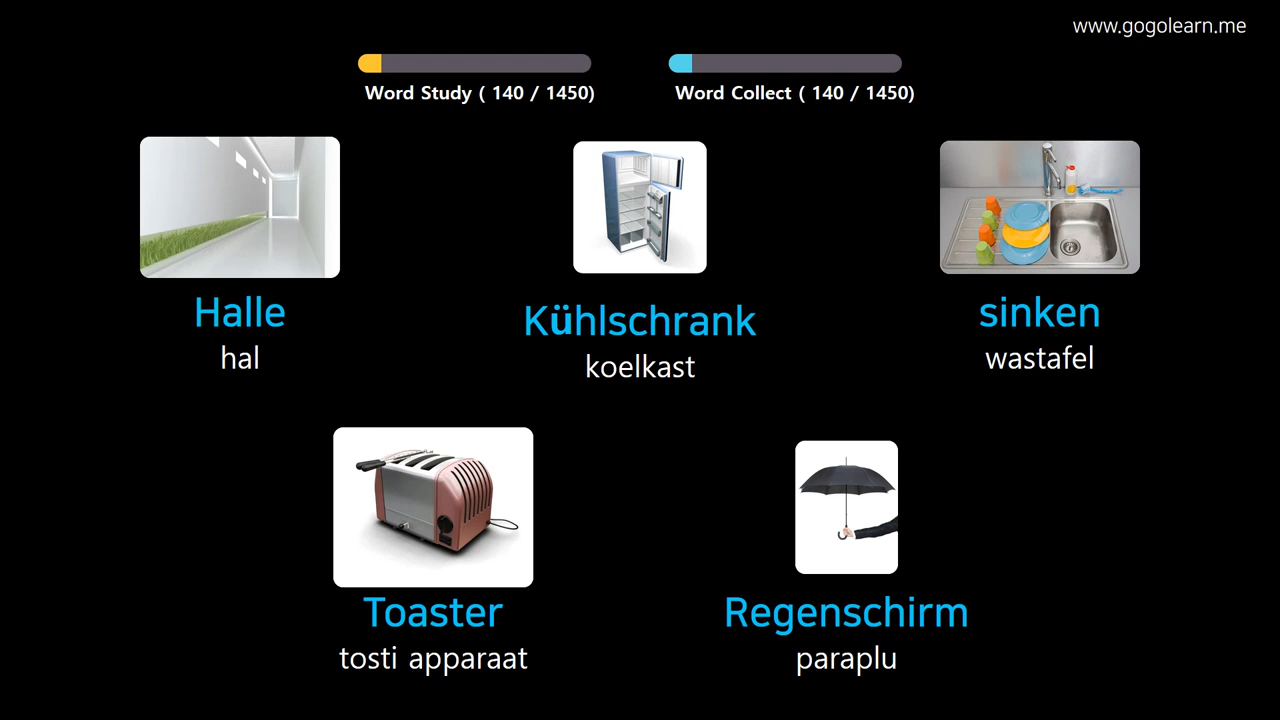 www.gogolearn.me
Word Study ( 140 / 1450)
Word Collect ( 140 / 1450)
Halle
hal
Kühlschrank
koelkast
sinken
wastafel
Toaster
tosti apparaat
Regenschirm
paraplu